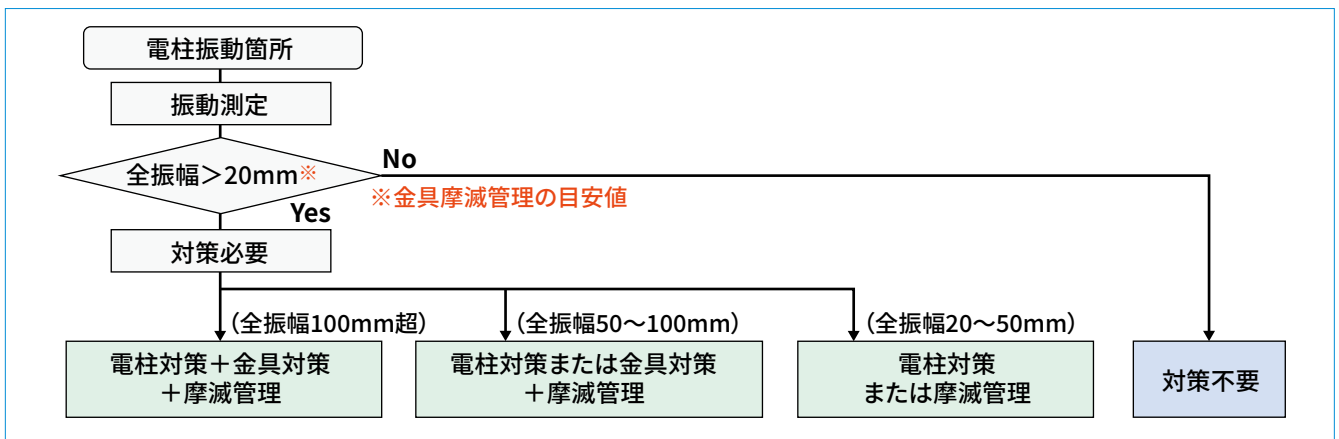 電柱振動箇所
振動測定
全振幅＞20mm※
No
※金具摩滅管理の目安値
Yes
対策必要
（全振幅100mm超）
（全振幅50～100mm）
（全振幅20～50mm）
電柱対策＋金具対策
＋摩滅管理
電柱対策または金具対策
＋摩滅管理
電柱対策
または摩滅管理
対策不要